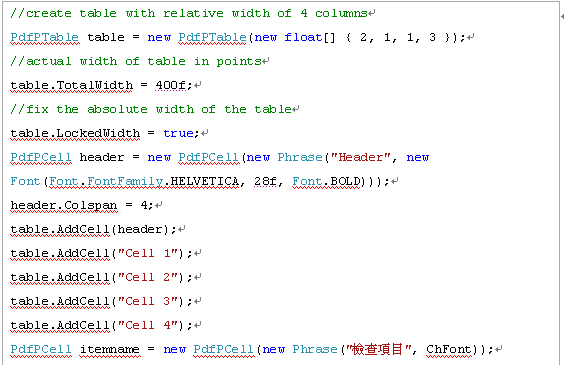 //create table with relative width of 4 columns
PdfPTable table = new PdfPTable(new float[] { 2, 1, 1, 3 });
//actual width of table in points
table.TotalWidth = 400f;
//fix the absolute width of the table
table.LockedWidth = true;
PdfPCell header = new PdfPCell(new Phrase("Header", new
Font(Font.FontFamily.HELVETICA, 28f, Font.BOLD)));
header.Colspan = 4;
table.AddCell(header);
table.AddCell("Cell 1");
table.AddCell("Cell 2");
table.AddCell("Cell 3");
table.AddCell("Cell 4");
PdfPCell itemname = new PdfPCell(new Phrase("檢查項目", ChFont));